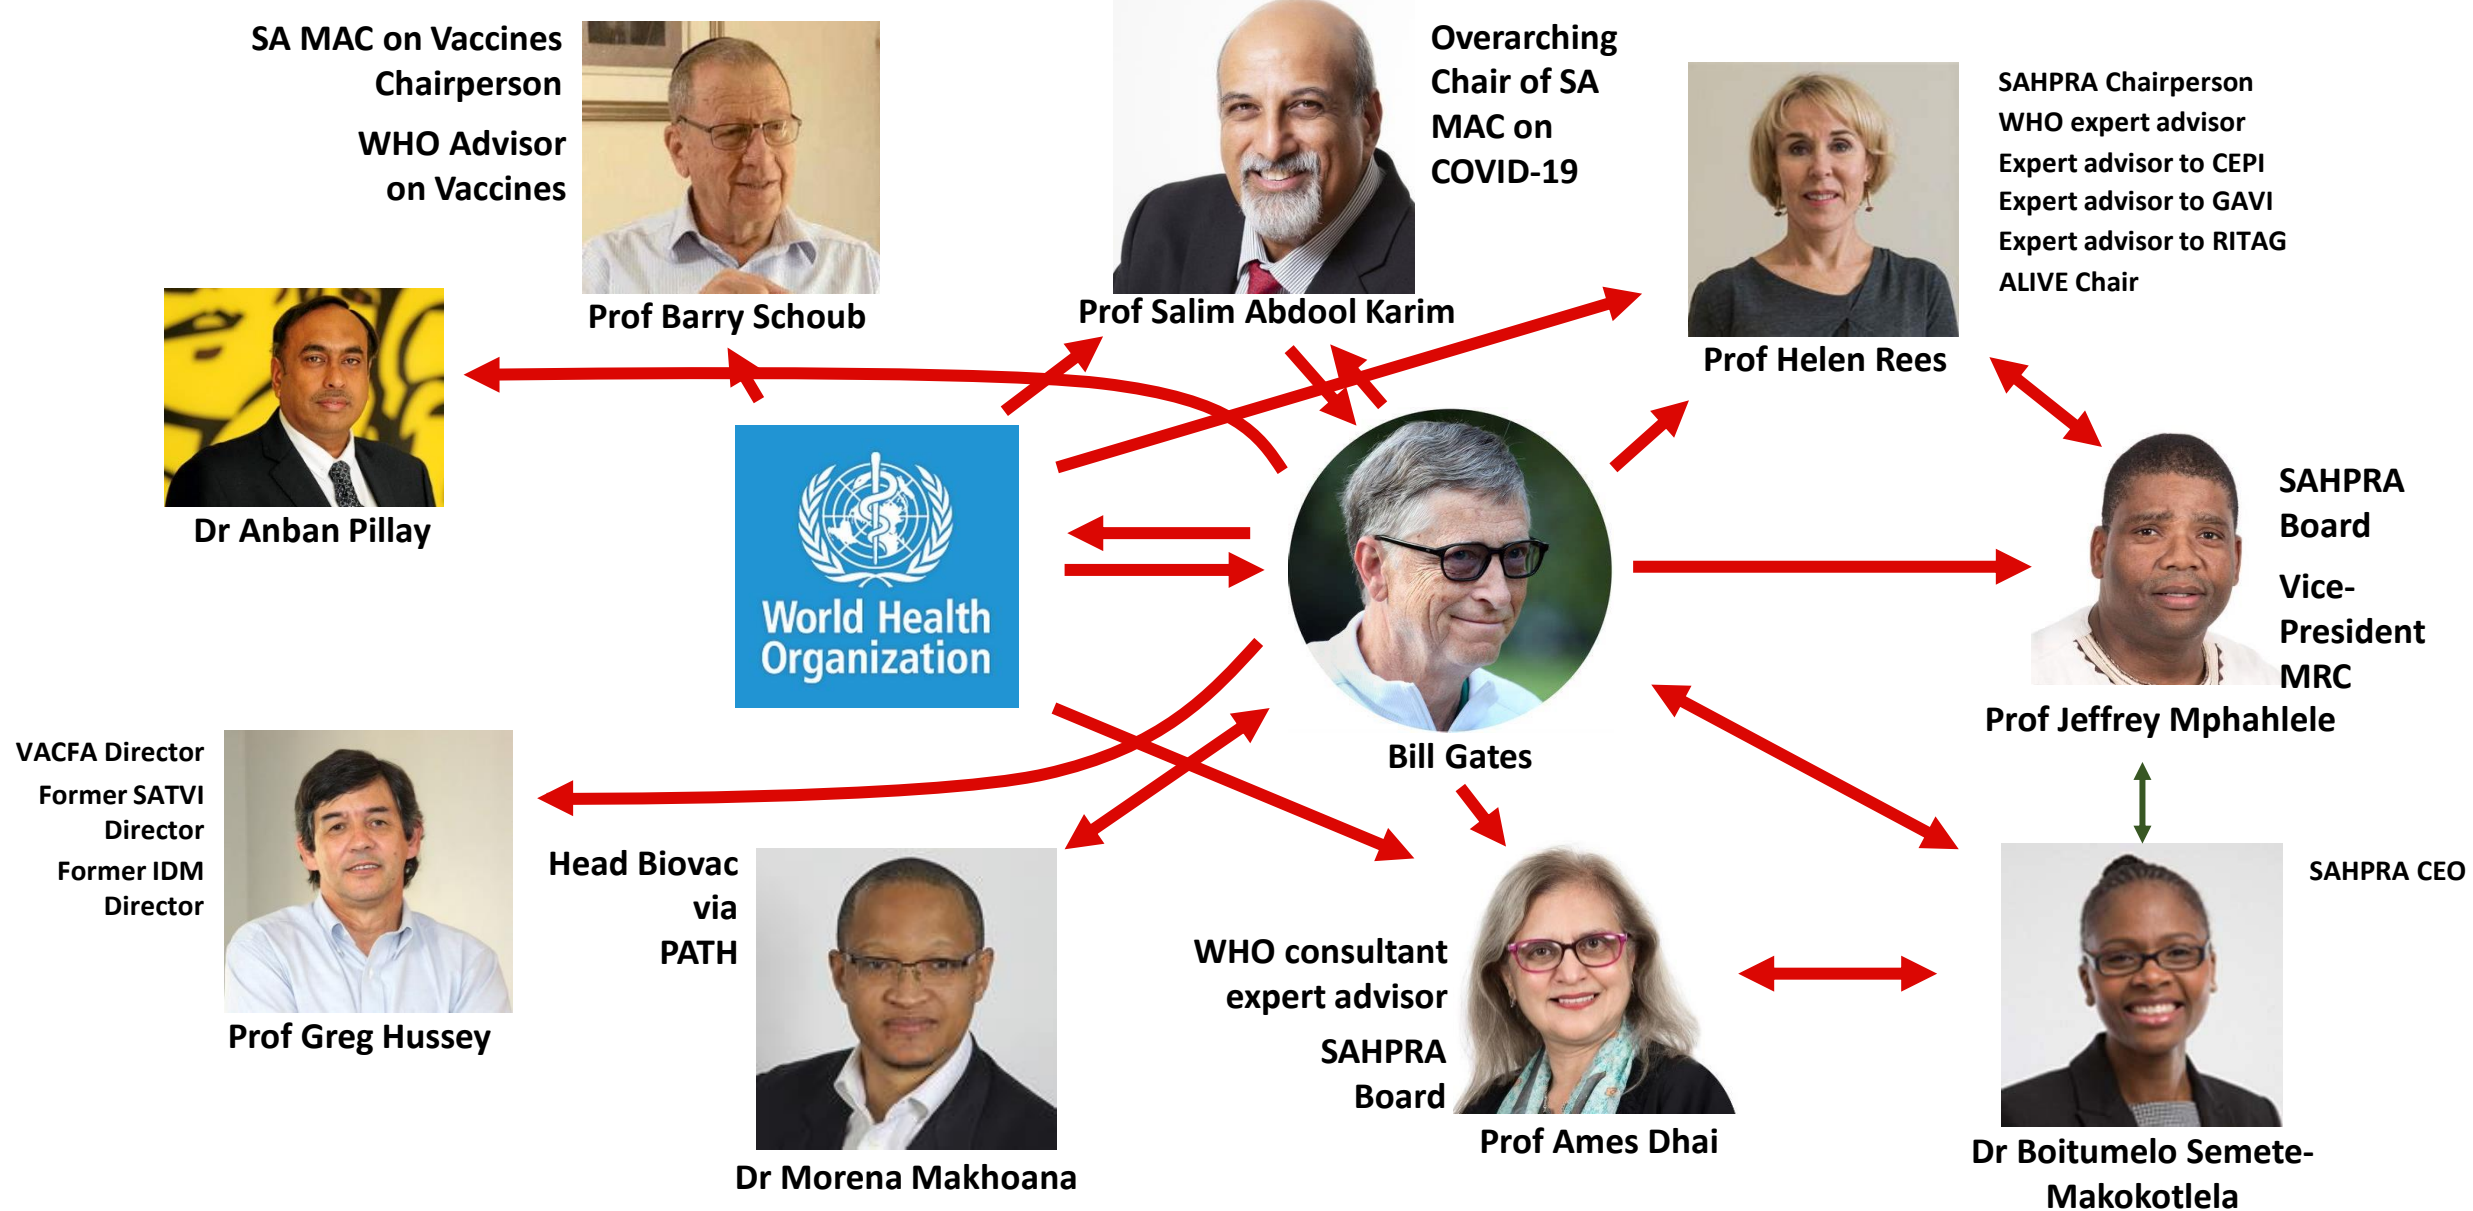 SA MAC on Vaccines
Chairperson
WHO Advisor
on Vaccines
Prof Barry Schoub
Overarching
Chair of SA
MAC on
COVID-19
Prof Salim Abdool Karim
SAHPRA Chairperson
WHO expert advisor
Expert advisor to CEPI
Expert advisor to GAVI
Expert advisor to RITAG
ALIVE Chair
Prof Helen Rees
Dr Anban Pillay
World Health
Organization
Bill Gates
SAHPRA
Board
Vice-
President
MRC
Prof Jeffrey Mphahlele
VACFA Director
Former SATVI
Director
Former IDM
Director
Prof Greg Hussey
Head Biovac
via
PATH
Dr Morena Makhoana
WHO consultant
expert advisor
SAHPRA
Board
Prof Ames Dhai
SAHPRA CEO
Dr Boitumelo Semete-
Makokotlela